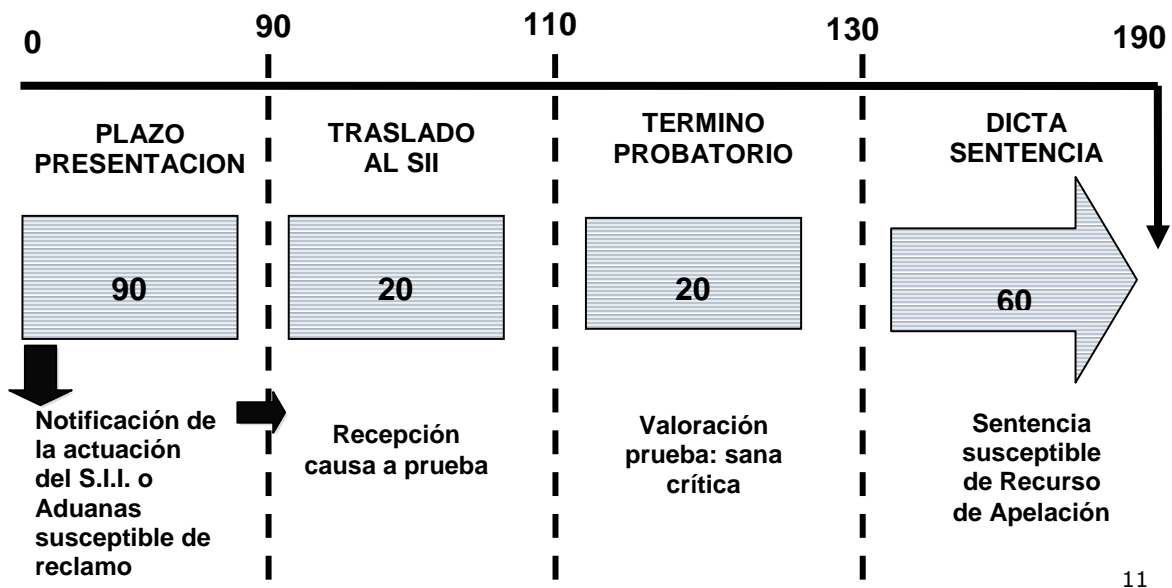 0
90
110
130
190
PLAZO
PRESENTACION
TRASLADO
AL SII
TERMINO
PROBATORIO
DICTA
SENTENCIA
90
20
20
60
Notificación de
la actuación
del S.I.I. o
Aduanas
susceptible de
reclamo
Recepción
causa a prueba
Valoración
prueba: sana
crítica
Sentencia
susceptible
de Recurso
de Apelación
11